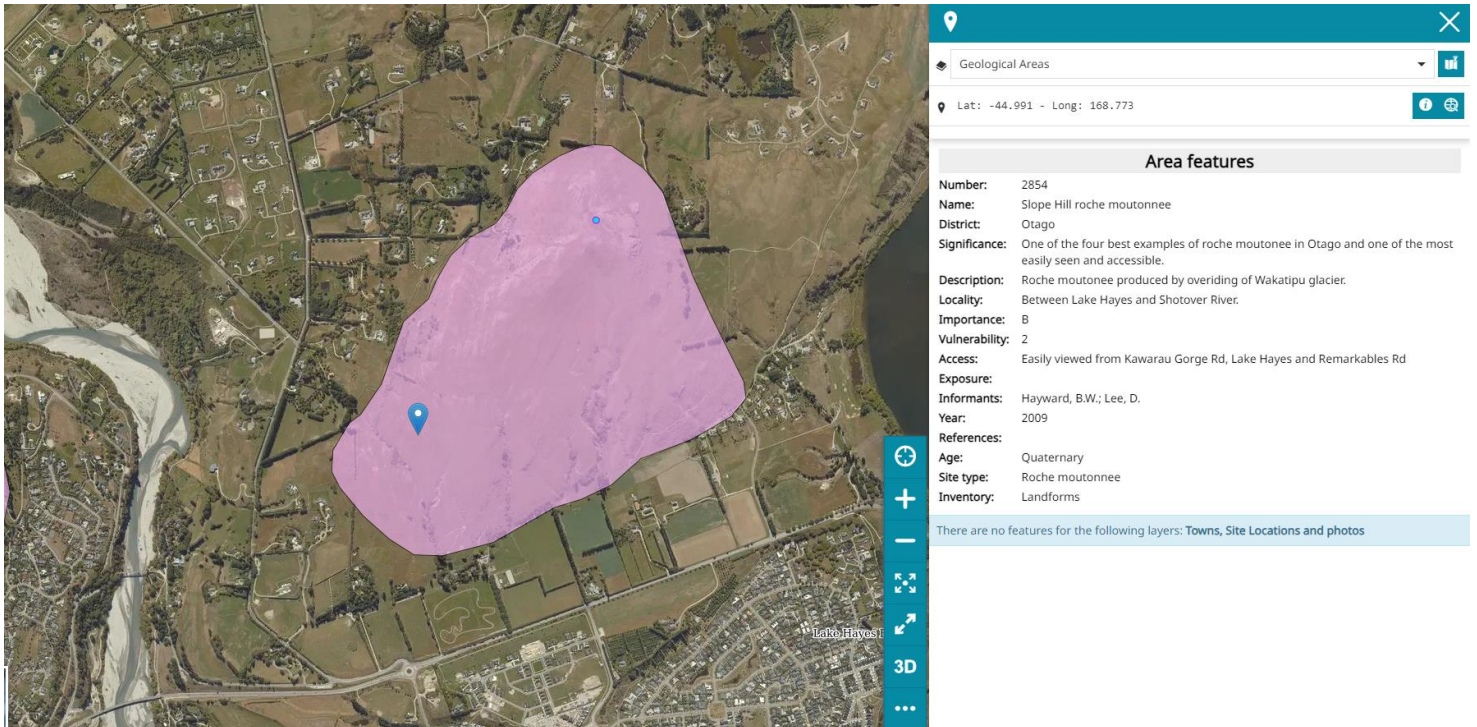 Lake Hayes
3D
Geological Areas
Lat: -44.991 - Long: 168.773
Area features
Number: 2854
Name: Slope Hill roche moutonnee
District: Otago
Significance: One of the four best examples of roche moutonee in Otago and one of the most
easily seen and accessible.
Description: Roche moutonee produced by overiding of Wakatipu glacier.
Locality: Between Lake Hayes and Shotover River.
Importance: B
Vulnerability: 2
Access: Easily viewed from Kawarau Gorge Rd, Lake Hayes and Remarkables Rd
Exposure:
Informants: Hayward, B.W.; Lee, D.
Year: 2009
References:
Age: Quaternary
Site type: Roche moutonnee
Inventory: Landforms
There are no features for the following layers: Towns, Site Locations and photos